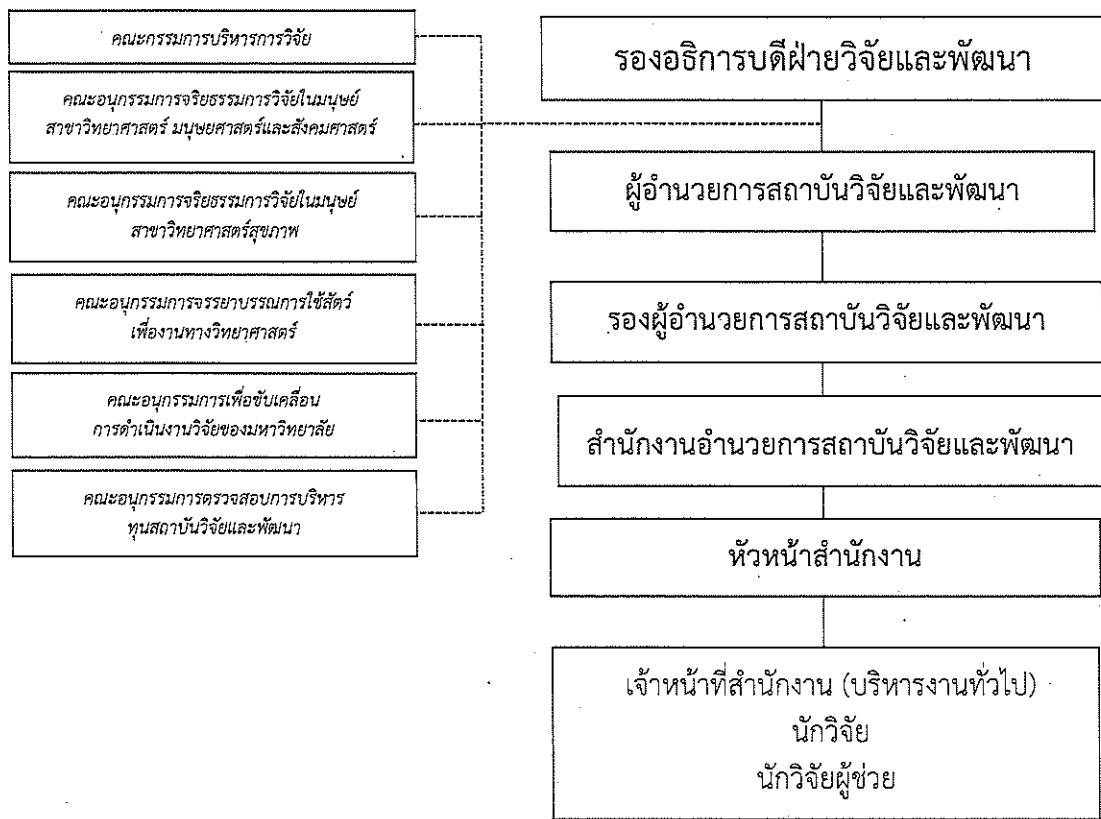 คณะกรรมการบริหารการวิจัย
คณะอนุกรรมการจริยธรรมการวิจัยในมนุษย์
สาขาวิทยาศาสตร์ มนุษยศาสตร์และสังคมศาสตร์
คณะอนุกรรมการจริยธรรมการวิจัยในมนุษย์
สาขาวิทยาศาสตร์สุขภาพ
คณะอนุกรรมการจรรยาบรรณการใช้สัตว์
เพื่องานทางวิทยาศาสตร์
คณะอนุกรรมการเพื่อขับเคลื่อน
การดำเนินงานวิจัยของมหาวิทยาลัย
คณะอนุกรรมการตรวจสอบการบริหาร
ทุนสถาบันวิจัยและพัฒนา
รองอธิการบดีฝ่ายวิจัยและพัฒนา
ผู้อำนวยการสถาบันวิจัยและพัฒนา
รองผู้อำนวยการสถาบันวิจัยและพัฒนา
สำนักงานอำนวยการสถาบันวิจัยและพัฒนา
หัวหน้าสำนักงาน
เจ้าหน้าที่สำนักงาน (บริหารงานทั่วไป)
นักวิจัย
นักวิจัยผู้ช่วย